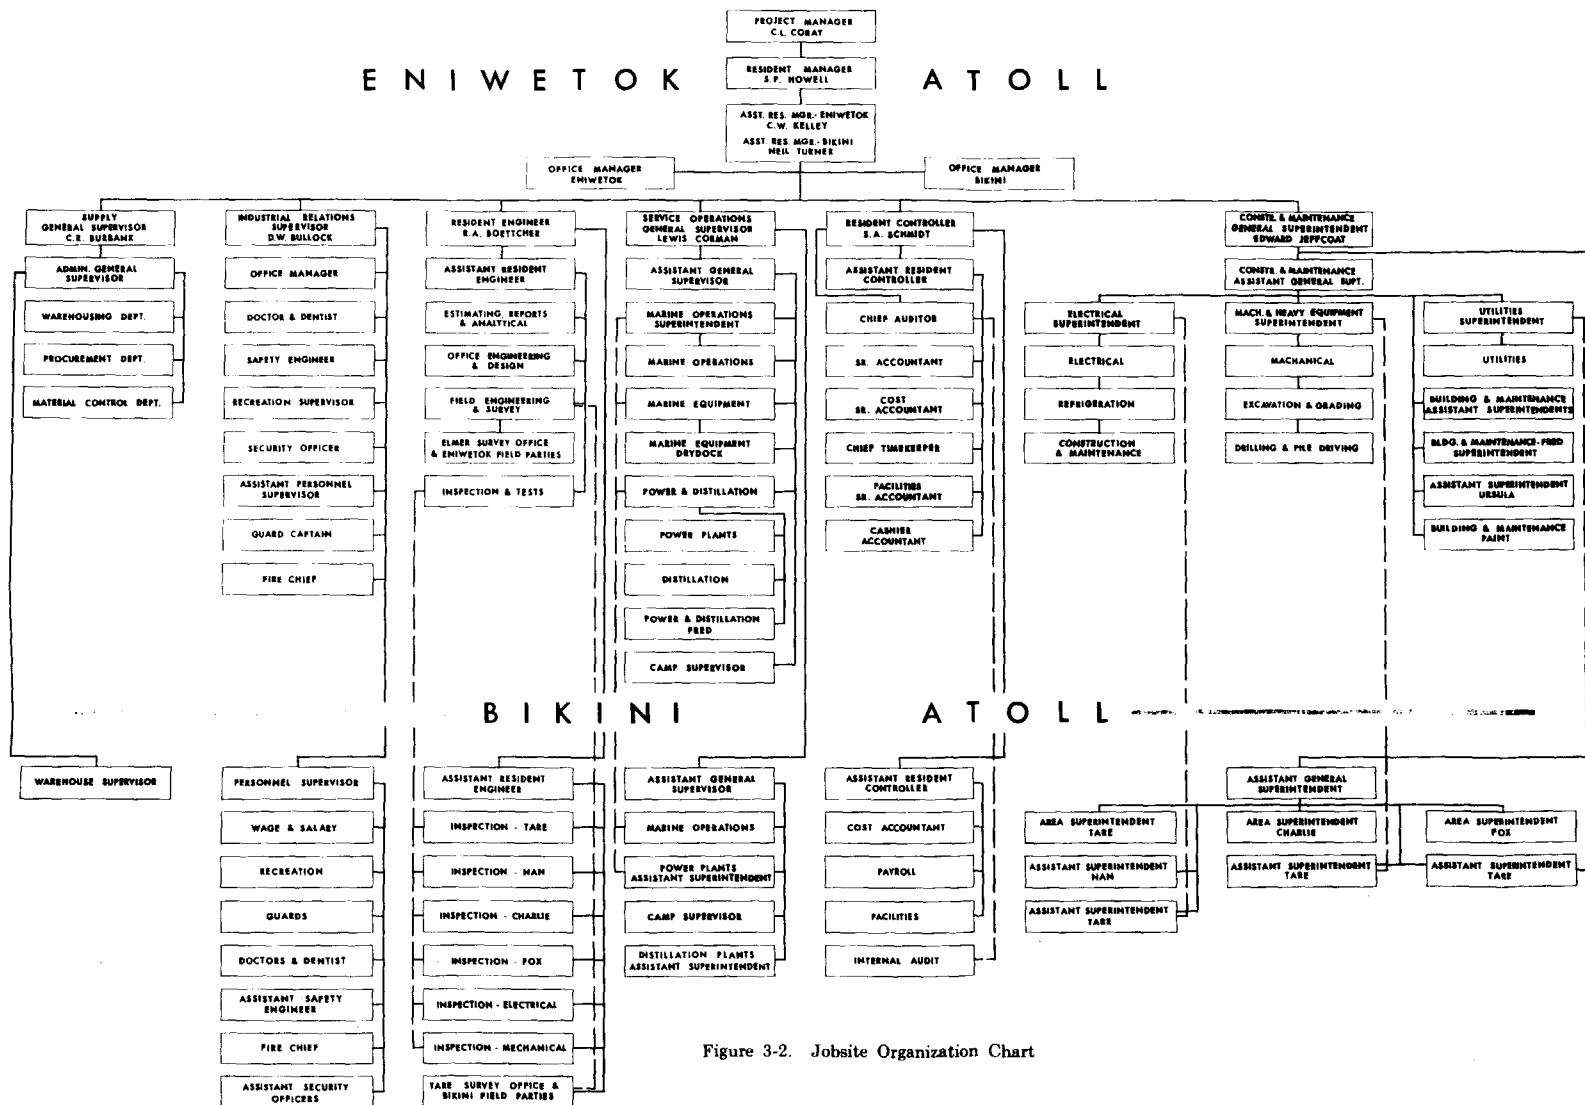 PROJECT MANAGER
C.L. CORAY
ENIWETOK ATOLL
RESIDENT MANAGER
S.P. HOWELL
ASST. RES. MGR.- ENIWETOK
C.W. KELLEY
ASST. RES. MGR.- BIKINI
NEIL TURNER
OFFICE MANAGER
ENIWETOK
OFFICE MANAGER
BIKINI
SUPPLY
GENERAL SUPERVISOR
C.R. BURBANK
ADMIN. GENERAL
SUPERVISOR
WAREHOUSING DEPT.
PROCUREMENT DEPT.
MATERIAL CONTROL DEPT.
INDUSTRIAL RELATIONS
SUPERVISOR
D.W. BULLOCK
OFFICE MANAGER
DOCTOR & DENTIST
SAFETY ENGINEER
RECREATION SUPERVISOR
SECURITY OFFICER
ASSISTANT PERSONNEL
SUPERVISOR
GUARD CAPTAIN
FIRE CHIEF
RESIDENT ENGINEER
R.A. BOETTCHER
ASSISTANT RESIDENT
ENGINEER
ESTIMATING, REPORTS
& ANALYTICAL
OFFICE ENGINEERING
& DESIGN
FIELD ENGINEERING
& SURVEY
ELMER SURVEY OFFICE
& ENIWETOK FIELD PARTIES
INSPECTION & TESTS
SERVICE OPERATIONS
GENERAL SUPERVISOR
LEWIS CORMAN
ASSISTANT GENERAL
SUPERVISOR
MARINE OPERATIONS
SUPERINTENDENT
MARINE OPERATIONS
MARINE EQUIPMENT
MARINE EQUIPMENT
DRYDOCK
POWER & DISTILLATION
POWER PLANTS
DISTILLATION
POWER & DISTILLATION
FRED
CAMP SUPERVISOR
RESIDENT CONTROLLER
S.A. SCHMIDT
ASSISTANT RESIDENT
CONTROLLER
CHIEF AUDITOR
SR. ACCOUNTANT
COST
SR. ACCOUNTANT
CHIEF TIMEKEEPER
FACILITIES
SR. ACCOUNTANT
CASHIER
ACCOUNTANT
CONSTR. & MAINTENANCE
GENERAL SUPERINTENDENT
EDWARD JEFFCOAT
CONSTR. & MAINTENANCE
ASSISTANT GENERAL SUPT.
ELECTRICAL
SUPERINTENDENT
ELECTRICAL
REFRIGERATION
CONSTRUCTION
& MAINTENANCE
MACH. & HEAVY EQUIPMENT
SUPERINTENDENT
MACHANICAL
EXCAVATION & GRADING
DRILLING & PILE DRIVING
UTILITIES
SUPERINTENDENT
UTILITIES
BUILDING & MAINTENANCE
ASSISTANT SUPERINTENDENTS
BLDG. & MAINTENANCE-FRED
SUPERINTENDENT
ASSISTANT SUPERINTENDENT
URSULA
BUILDING & MAINTENANCE
PAINT
BIKINI ATOLL
WAREHOUSE SUPERVISOR
PERSONNEL SUPERVISOR
WAGE & SALARY
RECREATION
GUARDS
DOCTORS & DENTIST
ASSISTANT SAFETY
ENGINEER
FIRE CHIEF
ASSISTANT SECURITY
OFFICERS
ASSISTANT RESIDENT
ENGINEER
INSPECTION - TARE
INSPECTION - NAN
INSPECTION - CHARLIE
INSPECTION - FOX
INSPECTION - ELECTRICAL
INSPECTION - MECHANICAL
TARE SURVEY OFFICE &
BIKINI FIELD PARTIES
ASSISTANT GENERAL
SUPERVISOR
MARINE OPERATIONS
POWER PLANTS
ASSISTANT SUPERINTENDENT
CAMP SUPERVISOR
DISTILLATION PLANTS
ASSISTANT SUPERINTENDENT
ASSISTANT RESIDENT
CONTROLLER
COST ACCOUNTANT
PAYROLL
FACILITIES
INTERNAL AUDIT
ASSISTANT GENERAL
SUPERINTENDENT
AREA SUPERINTENDENT
TARE
ASSISTANT SUPERINTENDENT
NAN
ASSISTANT SUPERINTENDENT
TARE
AREA SUPERINTENDENT
CHARLIE
ASSISTANT SUPERINTENDENT
TARE
AREA SUPERINTENDENT
FOX
ASSISTANT SUPERINTENDENT
TARE
Figure 3-2. Jobsite Organization Chart